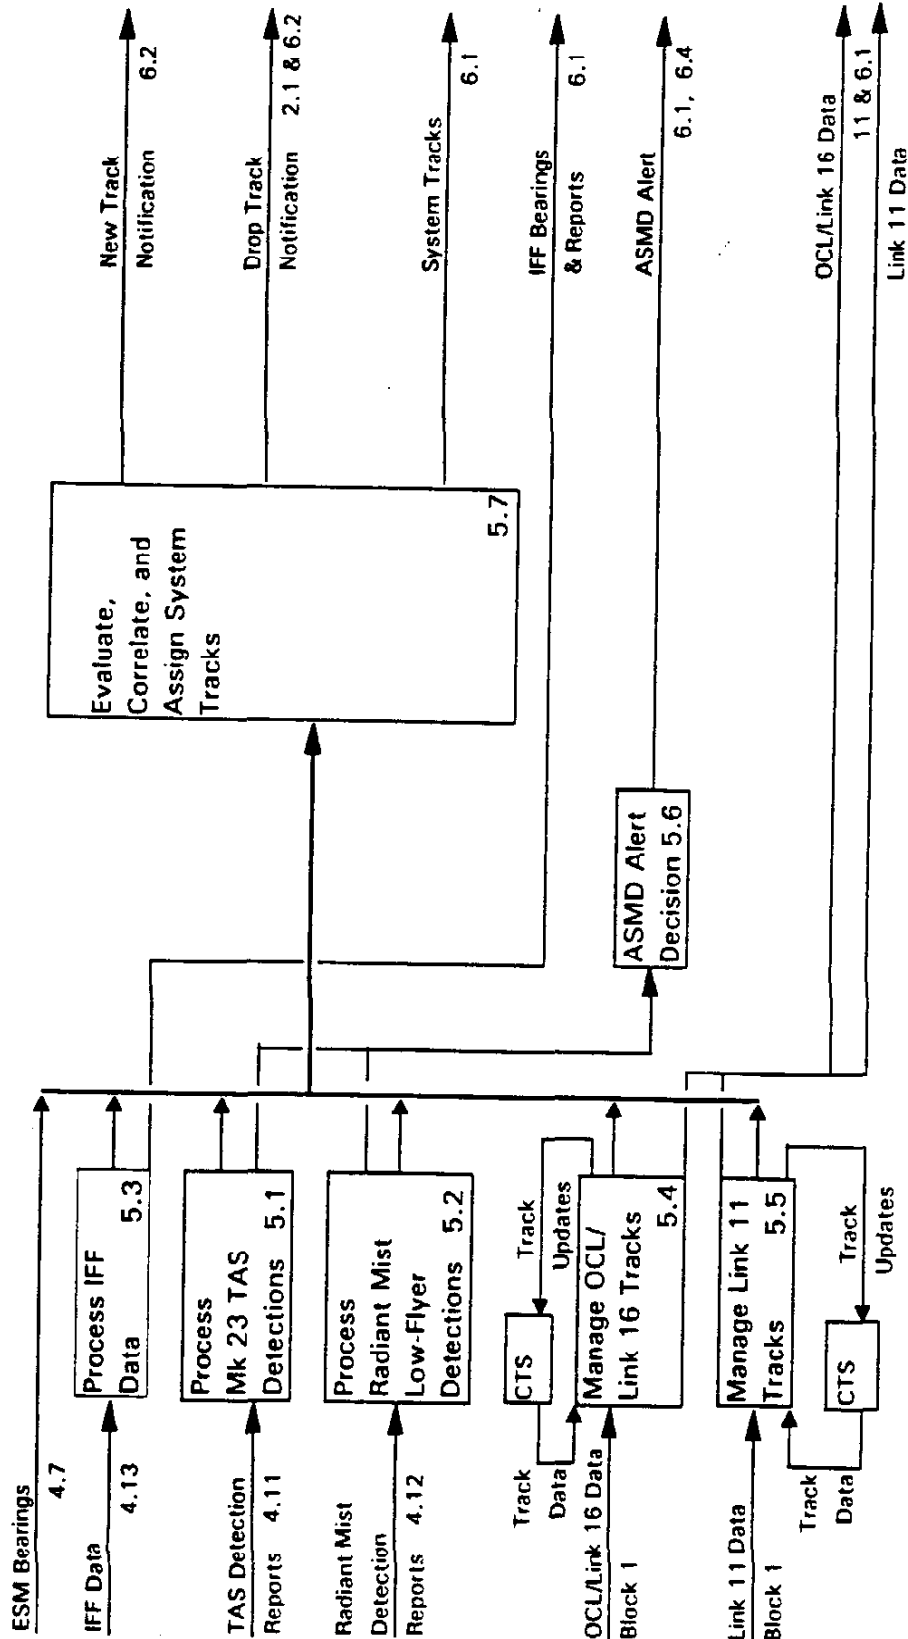 ESM Bearings
4.7
IFF Data
4.13
TAS Detection
Reports 4.11
Radiant Mist
Detection
Reports 4.12
OCL/Link 16 Data
Block 1
Link 11 Data
Block 1
Process IFF
Data 5.3
Process
Mk 23 TAS
Detections 5.1
Process
Radiant Mist
Low-Flyer
Detections 5.2
Track
Data
CTS
Track
Updates
Manage OCL/
Link 16 Tracks
5.4
Manage Link 11
Tracks 5.5
Track
Data
CTS
Track
Updates
Evaluate,
Correlate, and
Assign System
Tracks
5.7
ASMD Alert
Decision 5.6
New Track
Notification 6.2
Drop Track
Notification 2.1 & 6.2
System Tracks 6.1
IFF Bearings
& Reports 6.1
ASMD Alert
6.1, 6.4
OCL/Link 16 Data
11 & 6.1
Link 11 Data